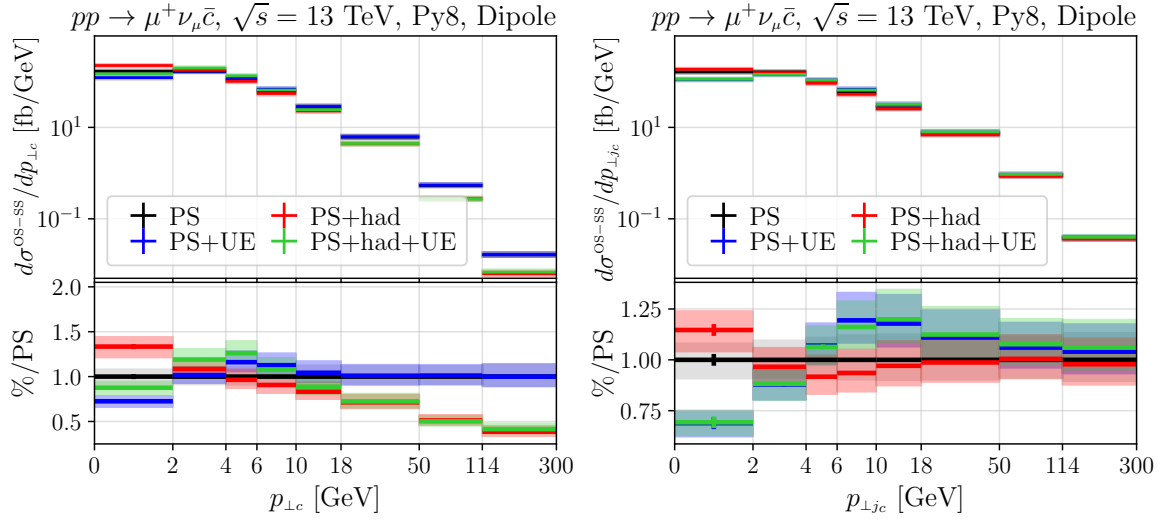 pp → μ⁺ν_μ c̄, √s = 13 TeV, Py8, Dipole
dσ^{os−ss}/dp_{⊥c} [fb/GeV]
10¹
10⁻¹
PS
PS+had
PS+UE
PS+had+UE
%/PS
2.0
1.5
1.0
0.5
0 2 4 6 10 18 50 114 300
p_{⊥c} [GeV]
pp → μ⁺ν_μ c̄, √s = 13 TeV, Py8, Dipole
dσ^{os−ss}/dp_{⊥jc} [fb/GeV]
10¹
10⁻¹
PS
PS+had
PS+UE
PS+had+UE
%/PS
1.25
1.00
0.75
0 2 4 6 10 18 50 114 300
p_{⊥jc} [GeV]